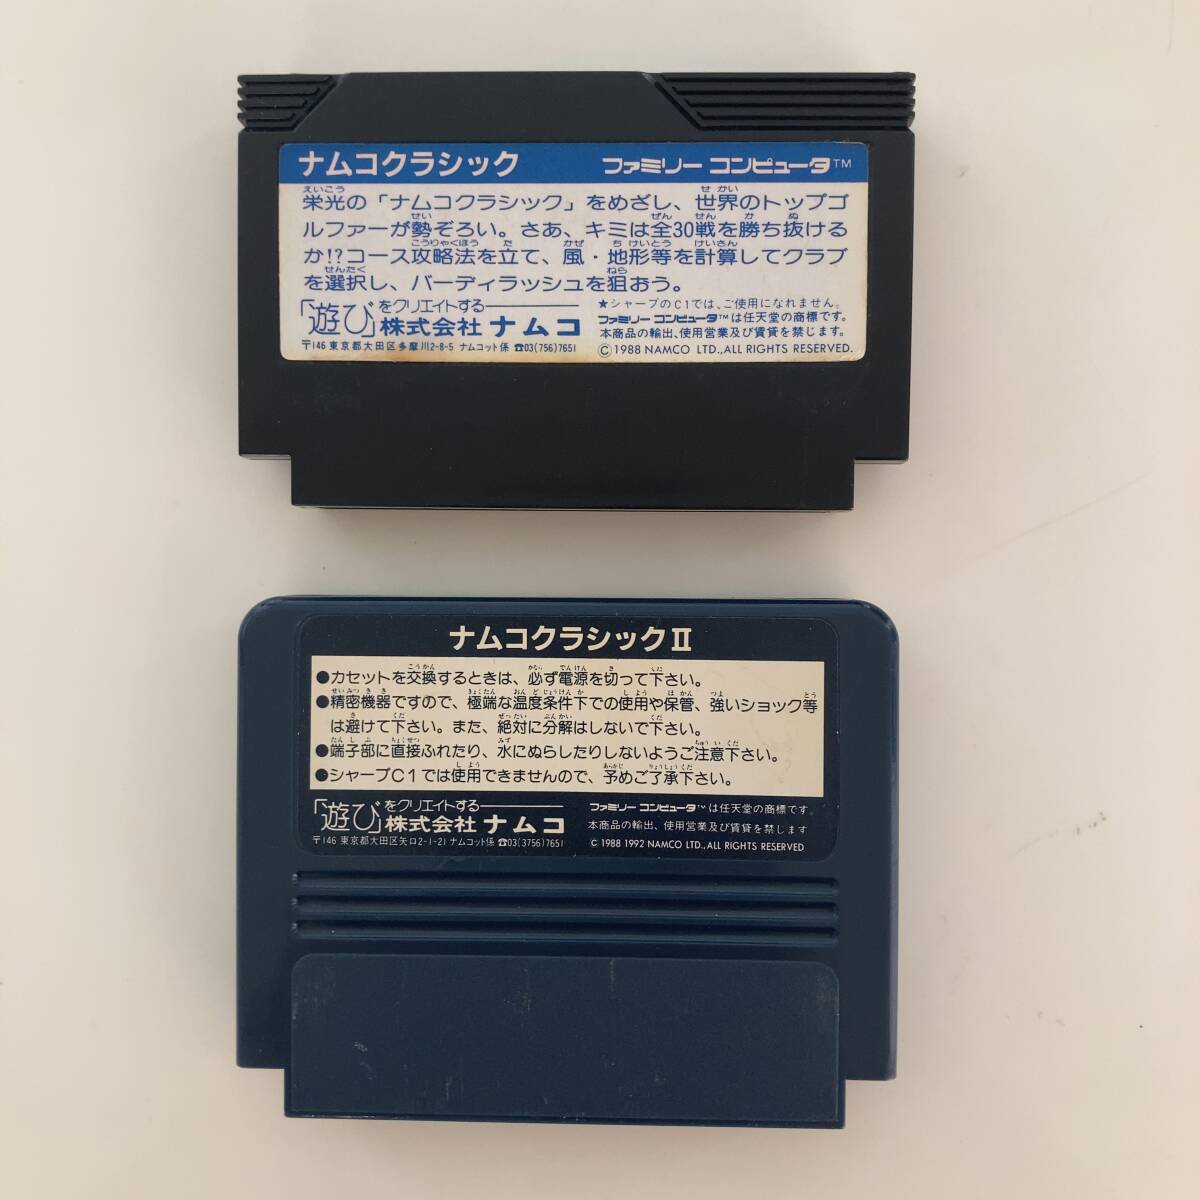 ナムコクラシック ファミリー コンピュータ™
栄光の「ナムコクラシック」をめざし、世界のトップゴ
ルファーが勢ぞろい。さあ、キミは全30戦を勝ち抜ける
か!?コース攻略法を立て、風・地形等を計算してクラブ
を選択し、バーディラッシュを狙おう。
「遊び」をクリエイトする
株式会社 ナムコ
〒146 東京都大田区多摩川2-8-5 ナムコット係 ☎03(756)7651
★シャープのC1では、ご使用になれません。
ファミリー コンピュータ™は任天堂の商標です。
本商品の輸出、使用営業及び賃貸を禁じます。
©1988 NAMCO LTD.,ALL RIGHTS RESERVED.
ナムコクラシックⅡ
●カセットを交換するときは、必ず電源を切って下さい。
●精密機器ですので、極端な温度条件下での使用や保管、強いショック等
は避けて下さい。また、絶対に分解はしないで下さい。
●端子部に直接ふれたり、水にぬらしたりしないようご注意下さい。
●シャープC1では使用できませんので、予めご了承下さい。
「遊び」をクリエイトする
株式会社 ナムコ
〒146 東京都大田区矢口2-1-21 ナムコット係 ☎03(3756)7651
ファミリー コンピュータ™は任天堂の商標です。
本商品の輸出、使用営業及び賃貸を禁じます
© 1988 1992 NAMCO LTD.,ALL RIGHTS RESERVED